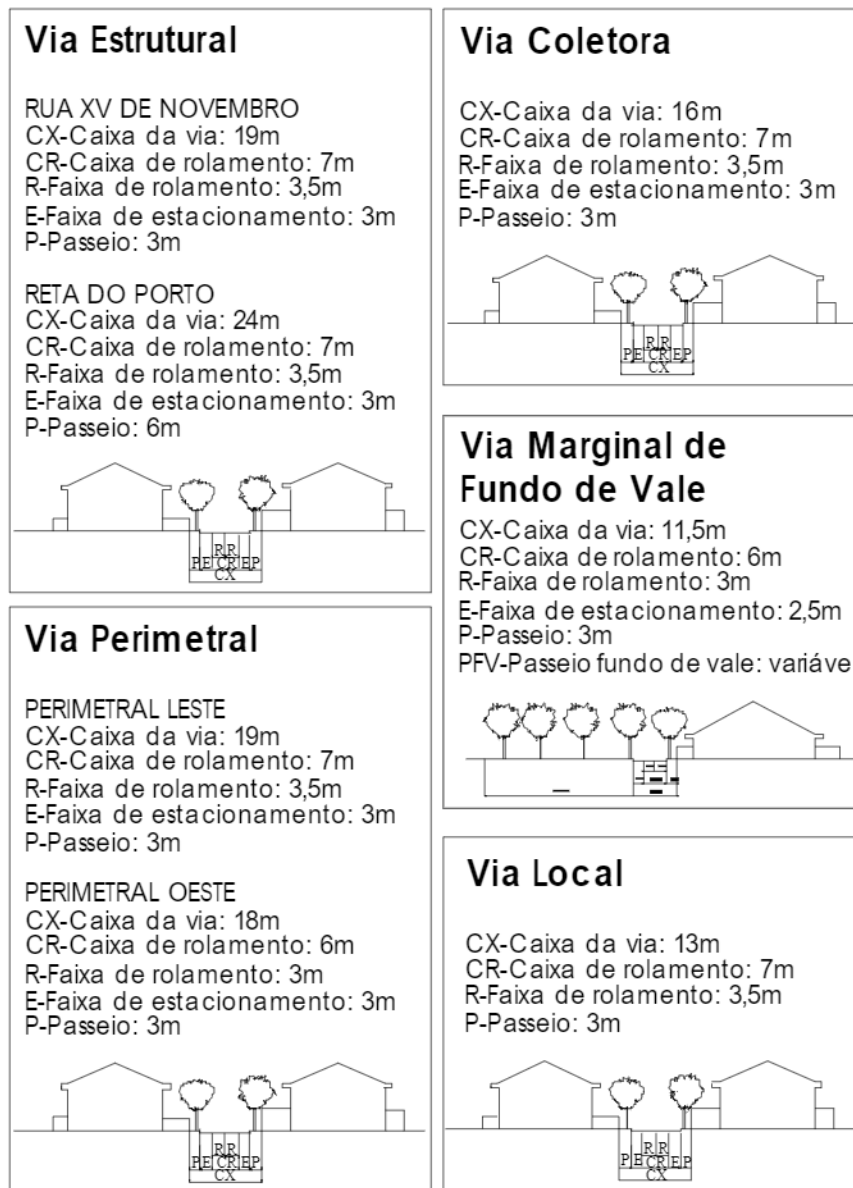 Via Estrutural
RUA XV DE NOVEMBRO
CX-Caixa da via: 19m
CR-Caixa de rolamento: 7m
R-Faixa de rolamento: 3,5m
E-Faixa de estacionamento: 3m
P-Passeio: 3m
RETA DO PORTO
CX-Caixa da via: 24m
CR-Caixa de rolamento: 7m
R-Faixa de rolamento: 3,5m
E-Faixa de estacionamento: 3m
P-Passeio: 6m
R R
P E CR E P
CX
Via Perimetral
PERIMETRAL LESTE
CX-Caixa da via: 19m
CR-Caixa de rolamento: 7m
R-Faixa de rolamento: 3,5m
E-Faixa de estacionamento: 3m
P-Passeio: 3m
PERIMETRAL OESTE
CX-Caixa da via: 18m
CR-Caixa de rolamento: 6m
R-Faixa de rolamento: 3m
E-Faixa de estacionamento: 3m
P-Passeio: 3m
R R
P E CR E P
CX
Via Coletora
CX-Caixa da via: 16m
CR-Caixa de rolamento: 7m
R-Faixa de rolamento: 3,5m
E-Faixa de estacionamento: 3m
P-Passeio: 3m
R R
P E CR E P
CX
Via Marginal de
Fundo de Vale
CX-Caixa da via: 11,5m
CR-Caixa de rolamento: 6m
R-Faixa de rolamento: 3m
E-Faixa de estacionamento: 2,5m
P-Passeio: 3m
PFV-Passeio fundo de vale: variáve
Via Local
CX-Caixa da via: 13m
CR-Caixa de rolamento: 7m
R-Faixa de rolamento: 3,5m
P-Passeio: 3m
R R
P E CR E P
CX